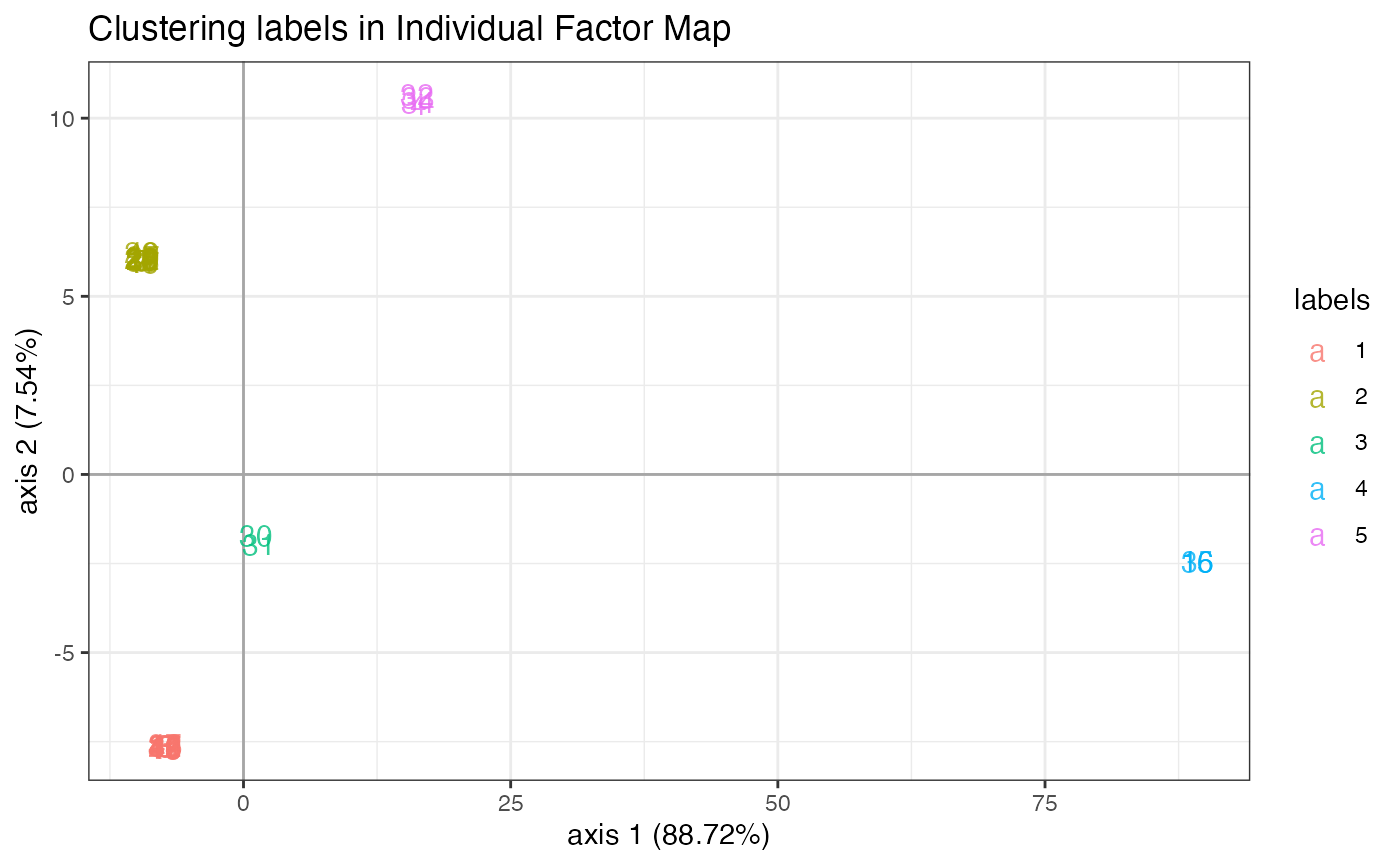 Clustering labels in Individual Factor Map
10
5
0
-5
axis 2 (7.54%)
30
31
0
25
50
75
axis 1 (88.72%)
labels
a 1
a 2
a 3
a 4
a 5